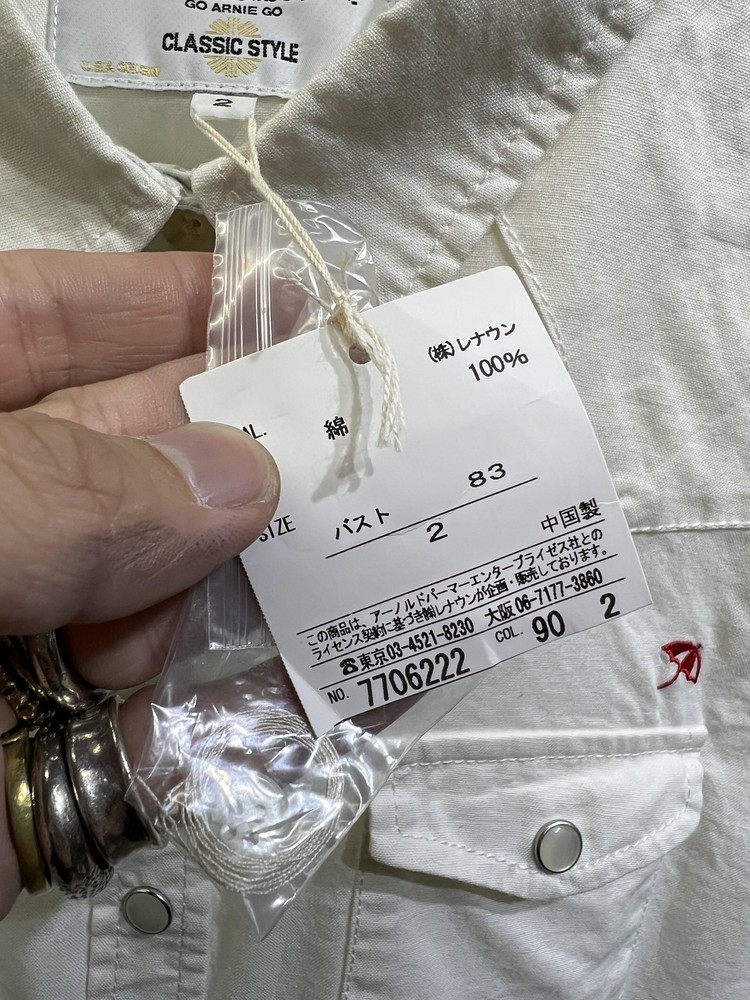 GO ARNIE GO
CLASSIC STYLE
2
(株)レナウン
100%
綿
SIZE
バスト
83
2
中国製
この商品は、アーノルドパーマーエンタープライゼス社との
ライセンス契約に基づき㈱レナウンが企画・販売しております。
☎東京03-4521-8230 大阪06-7177-3860
NO. 7706222 COL. 90 2